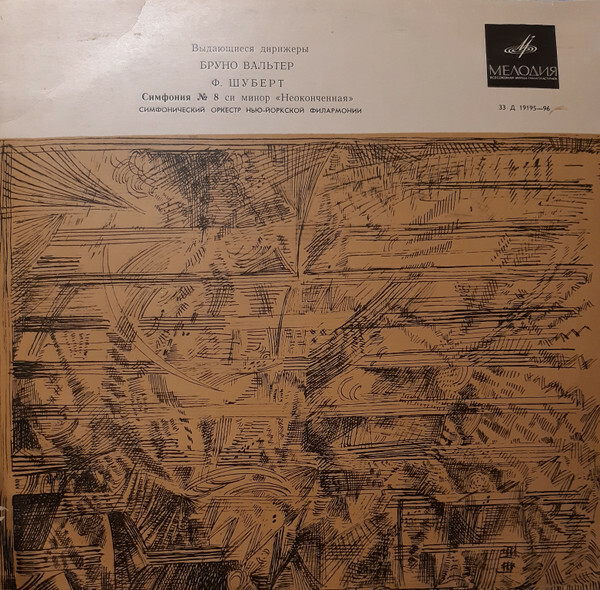 Выдающиеся дирижеры
БРУНО ВАЛЬТЕР
Ф. ШУБЕРТ
Симфония № 8 си минор «Неоконченная»
СИМФОНИЧЕСКИЙ ОРКЕСТР НЬЮ-ЙОРКСКОЙ ФИЛАРМОНИИ
МЕЛОДИЯ
33 Д 19195—96